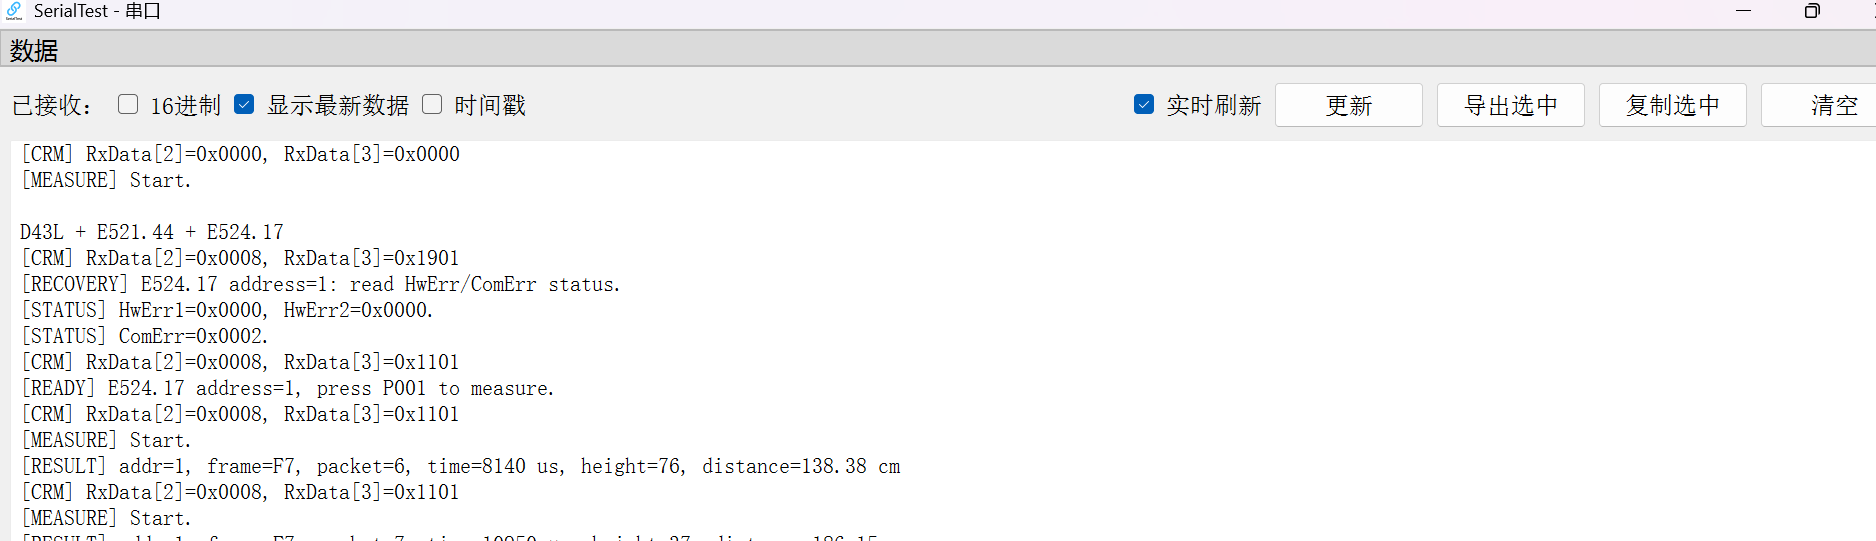 SerialTest - 串口
数据
已接收： 16进制 显示最新数据 时间戳 实时刷新 更新 导出选中 复制选中 清空
[CRM] RxData[2]=0x0000, RxData[3]=0x0000
[MEASURE] Start.
D43L + E521.44 + E524.17
[CRM] RxData[2]=0x0008, RxData[3]=0x1901
[RECOVERY] E524.17 address=1: read HwErr/ComErr status.
[STATUS] HwErr1=0x0000, HwErr2=0x0000.
[STATUS] ComErr=0x0002.
[CRM] RxData[2]=0x0008, RxData[3]=0x1101
[READY] E524.17 address=1, press P001 to measure.
[CRM] RxData[2]=0x0008, RxData[3]=0x1101
[MEASURE] Start.
[RESULT] addr=1, frame=F7, packet=6, time=8140 us, height=76, distance=138.38 cm
[CRM] RxData[2]=0x0008, RxData[3]=0x1101
[MEASURE] Start.